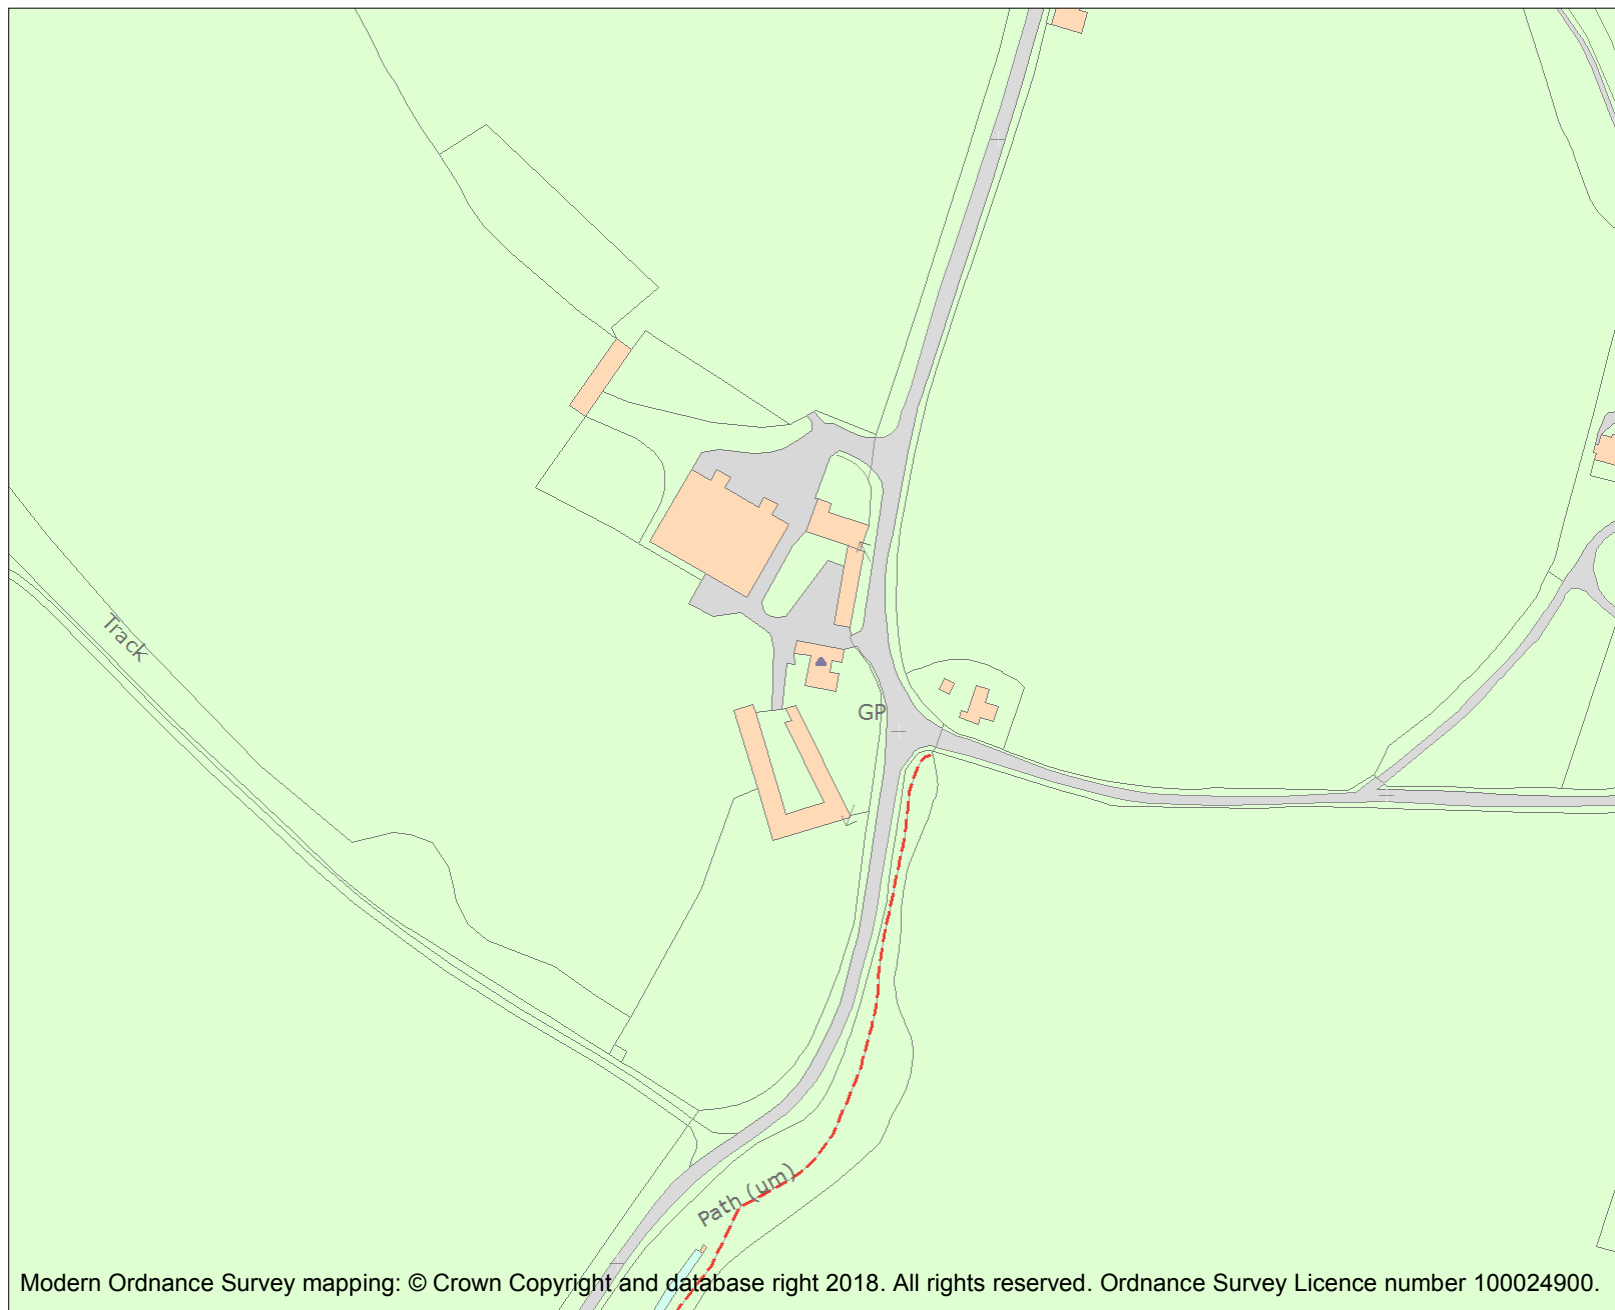 Track
GP
Path (um)
Modern Ordnance Survey mapping: © Crown Copyright and database right 2018. All rights reserved. Ordnance Survey Licence number 100024900.